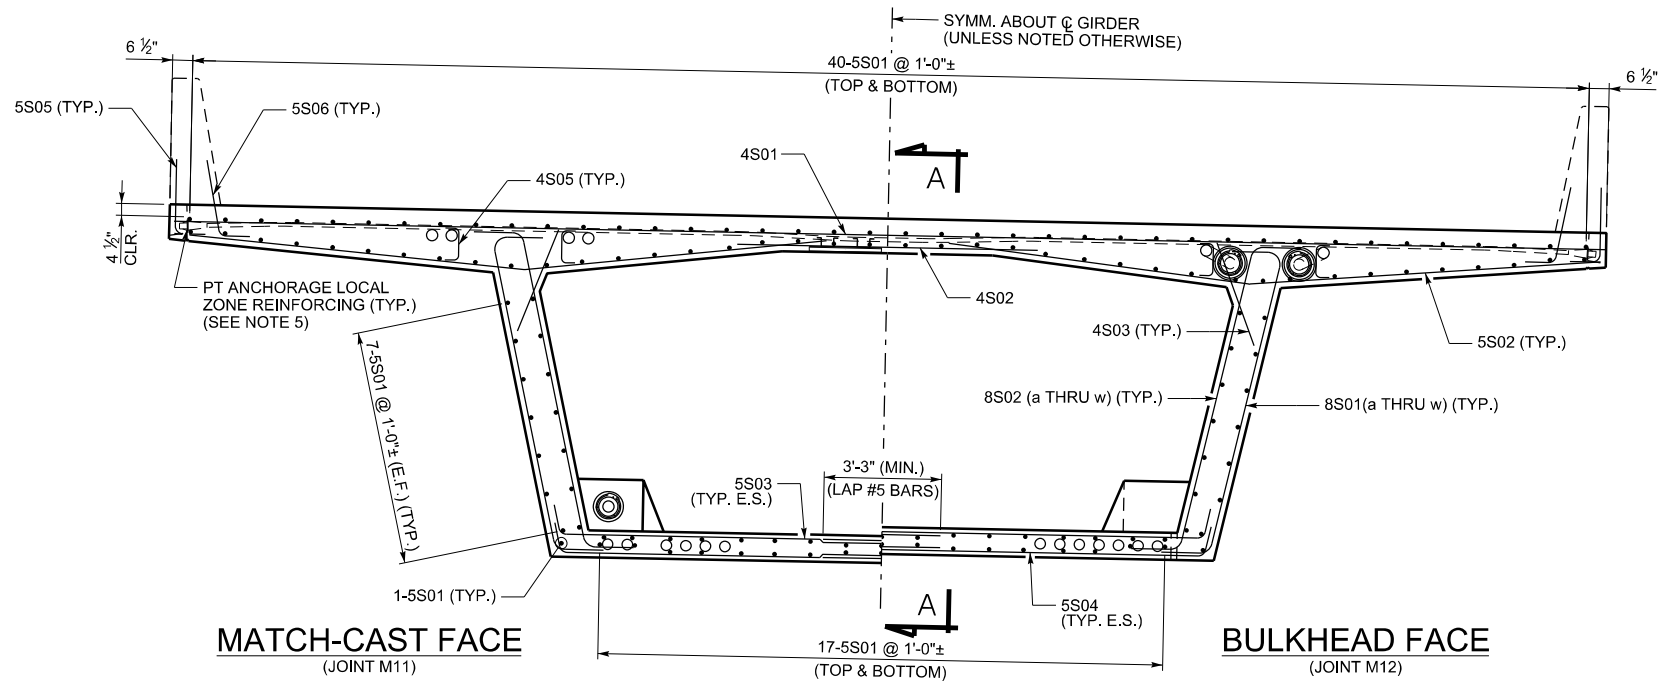 SYMM. ABOUT ℄ GIRDER
(UNLESS NOTED OTHERWISE)
6 ½"
40-5S01 @ 1'-0"±
(TOP & BOTTOM)
6 ½"
5S05 (TYP.)
5S06 (TYP.)
4S01
A
4S05 (TYP.)
4 ½"
CLR.
PT ANCHORAGE LOCAL
ZONE REINFORCING (TYP.)
(SEE NOTE 5)
4S02
4S03 (TYP.)
5S02 (TYP.)
7-5S01 @ 1'-0"± (E.F.) (TYP.)
8S02 (a THRU w) (TYP.)
8S01(a THRU w) (TYP.)
3'-3" (MIN.)
(LAP #5 BARS)
5S03
(TYP. E.S.)
1-5S01 (TYP.)
A
5S04
(TYP. E.S.)
MATCH-CAST FACE
(JOINT M11)
17-5S01 @ 1'-0"±
(TOP & BOTTOM)
BULKHEAD FACE
(JOINT M12)